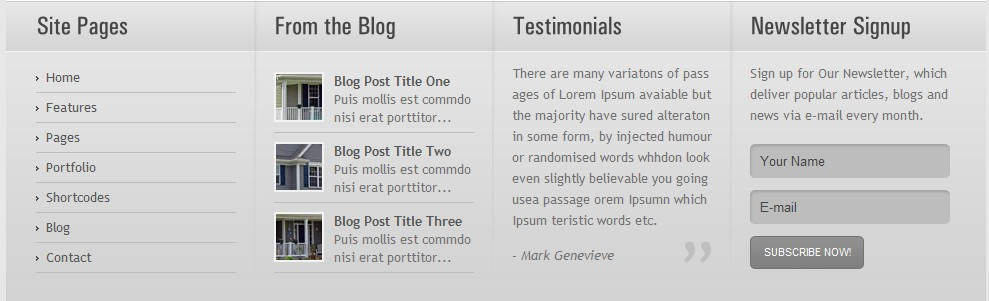 Site Pages
Home
Features
Pages
Portfolio
Shortcodes
Blog
Contact
From the Blog
Blog Post Title One
Puis mollis est commdo
nisi erat porttitor...
Blog Post Title Two
Puis mollis est commdo
nisi erat porttitor...
Blog Post Title Three
Puis mollis est commdo
nisi erat porttitor...
Testimonials
There are many variatons of pass
ages of Lorem Ipsum avaiable but
the majority have sured alteraton
in some form, by injected humour
or randomised words whhdon look
even slightly believable you going
usea passage orem Ipsumn which
Ipsum teristic words etc.
- Mark Genevieve
”
Newsletter Signup
Sign up for Our Newsletter, which
deliver popular articles, blogs and
news via e-mail every month.
Your Name
E-mail
SUBSCRIBE NOW!